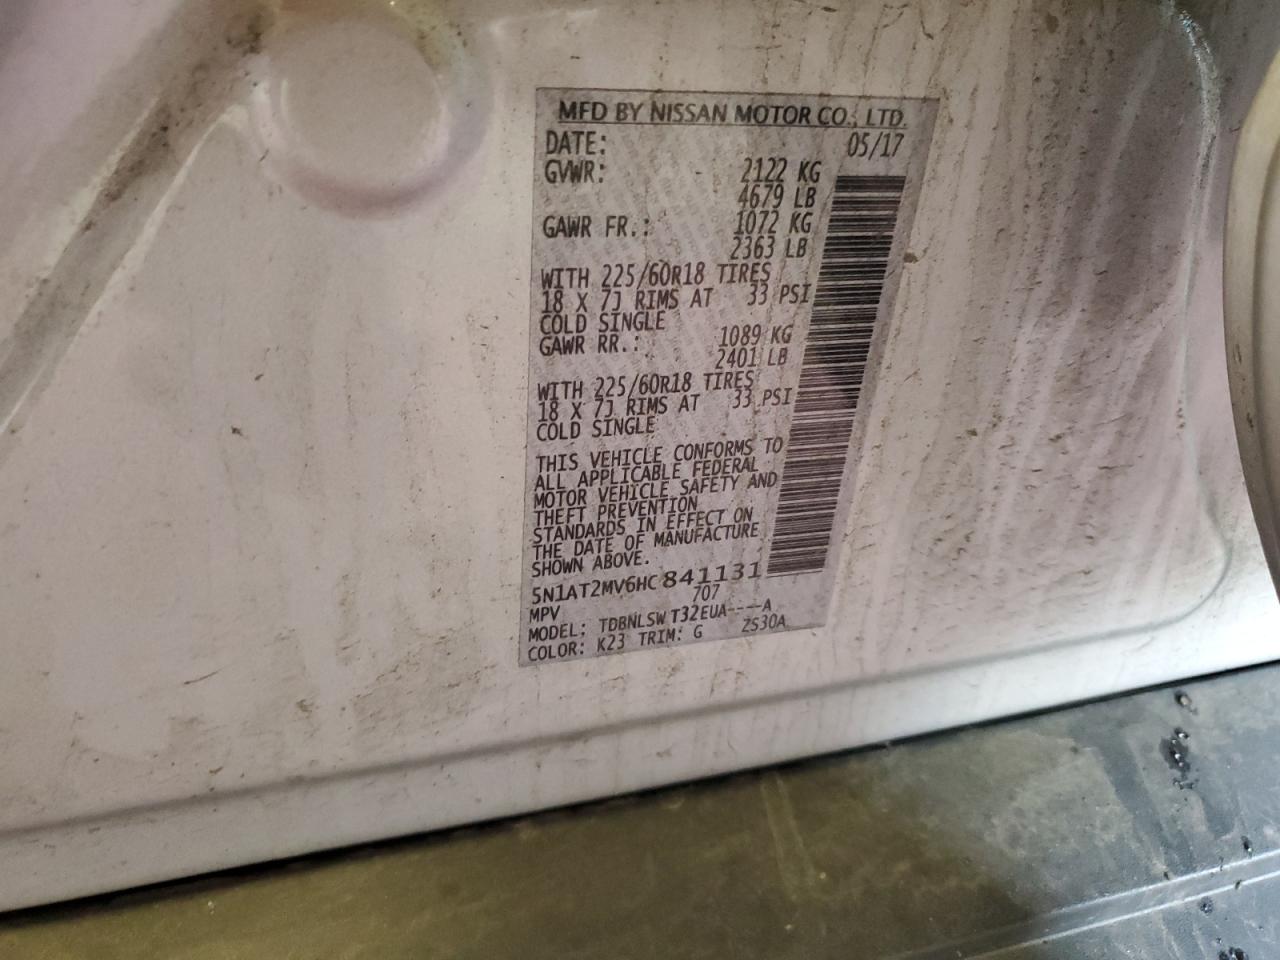 MFD BY NISSAN MOTOR CO., LTD.
DATE: 05/17
GVWR: 2122 KG
4679 LB
GAWR FR.: 1072 KG
2363 LB
WITH 225/60R18 TIRES
18 X 7J RIMS AT 33 PSI
COLD SINGLE
GAWR RR.: 1089 KG
2401 LB
WITH 225/60R18 TIRES
18 X 7J RIMS AT 33 PSI
COLD SINGLE
THIS VEHICLE CONFORMS TO
ALL APPLICABLE FEDERAL
MOTOR VEHICLE SAFETY AND
THEFT PREVENTION
STANDARDS IN EFFECT ON
THE DATE OF MANUFACTURE
SHOWN ABOVE.
5N1AT2MV6HC841131
MPV 707
MODEL: TDBNLSWT32EUA----A
COLOR: K23 TRIM: G ZS30A